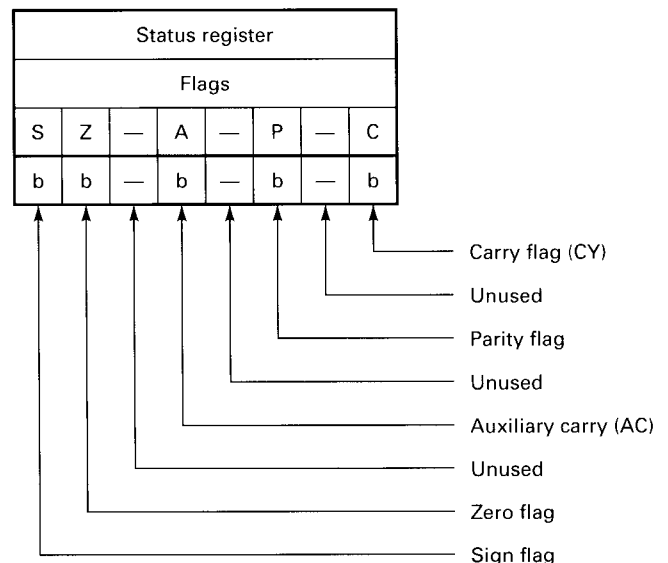 Status register
Flags
S Z — A — P — C
b b — b — b — b
Carry flag (CY)
Unused
Parity flag
Unused
Auxiliary carry (AC)
Unused
Zero flag
Sign flag